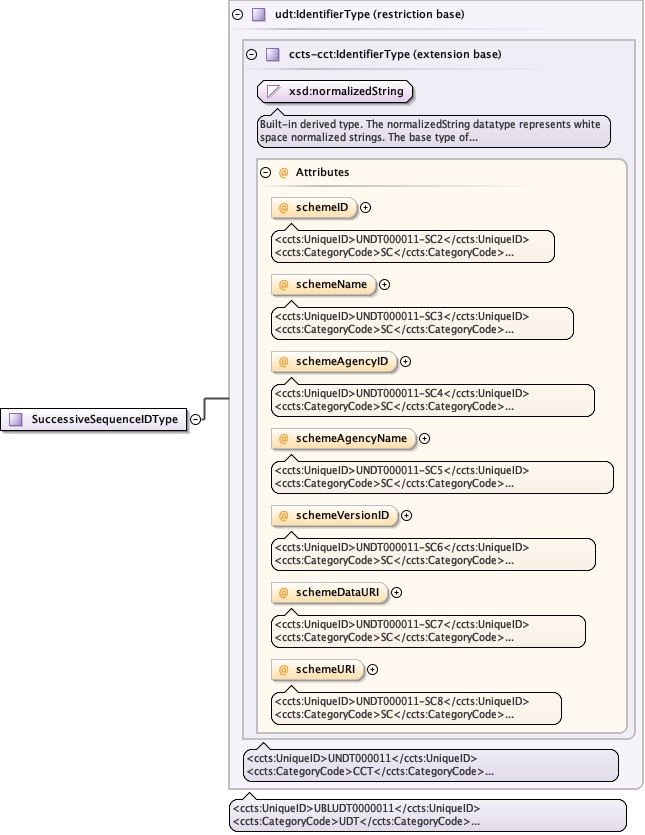 udt:IdentifierType (restriction base)
ccts-cct:IdentifierType (extension base)
xsd:normalizedString
Built-in derived type. The normalizedString datatype represents white
space normalized strings. The base type of...
@ Attributes
@ schemeID
<ccts:UniqueID>UNDT000011-SC2</ccts:UniqueID>
<ccts:CategoryCode>SC</ccts:CategoryCode>...
@ schemeName
<ccts:UniqueID>UNDT000011-SC3</ccts:UniqueID>
<ccts:CategoryCode>SC</ccts:CategoryCode>...
@ schemeAgencyID
<ccts:UniqueID>UNDT000011-SC4</ccts:UniqueID>
<ccts:CategoryCode>SC</ccts:CategoryCode>...
SuccessiveSequenceIDType
@ schemeAgencyName
<ccts:UniqueID>UNDT000011-SC5</ccts:UniqueID>
<ccts:CategoryCode>SC</ccts:CategoryCode>...
@ schemeVersionID
<ccts:UniqueID>UNDT000011-SC6</ccts:UniqueID>
<ccts:CategoryCode>SC</ccts:CategoryCode>...
@ schemeDataURI
<ccts:UniqueID>UNDT000011-SC7</ccts:UniqueID>
<ccts:CategoryCode>SC</ccts:CategoryCode>...
@ schemeURI
<ccts:UniqueID>UNDT000011-SC8</ccts:UniqueID>
<ccts:CategoryCode>SC</ccts:CategoryCode>...
<ccts:UniqueID>UNDT000011</ccts:UniqueID>
<ccts:CategoryCode>CCT</ccts:CategoryCode>...
<ccts:UniqueID>UBLUDT0000011</ccts:UniqueID>
<ccts:CategoryCode>UDT</ccts:CategoryCode>...